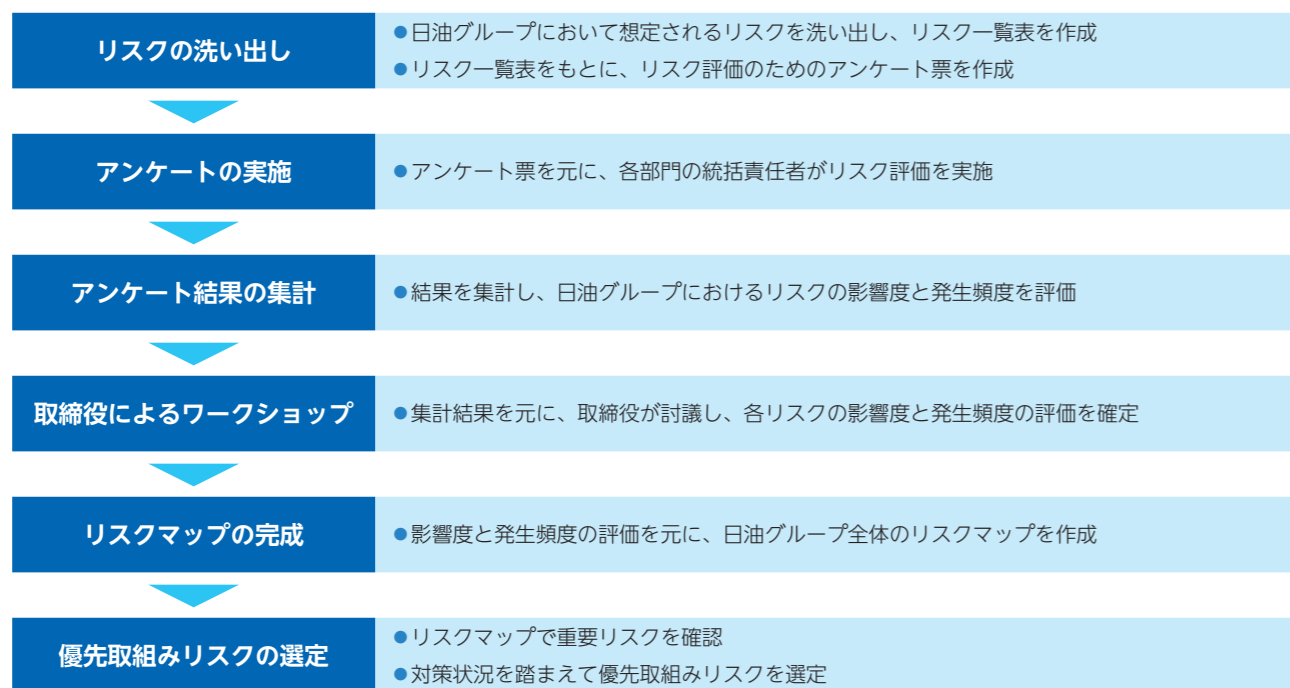 リスクの洗い出し
●日油グループにおいて想定されるリスクを洗い出し、リスク一覧表を作成
●リスク一覧表をもとに、リスク評価のためのアンケート票を作成
アンケートの実施
●アンケート票を元に、各部門の統括責任者がリスク評価を実施
アンケート結果の集計
●結果を集計し、日油グループにおけるリスクの影響度と発生頻度を評価
取締役によるワークショップ
●集計結果を元に、取締役が討議し、各リスクの影響度と発生頻度の評価を確定
リスクマップの完成
●影響度と発生頻度の評価を元に、日油グループ全体のリスクマップを作成
優先取組みリスクの選定
●リスクマップで重要リスクを確認
●対策状況を踏まえて優先取組みリスクを選定